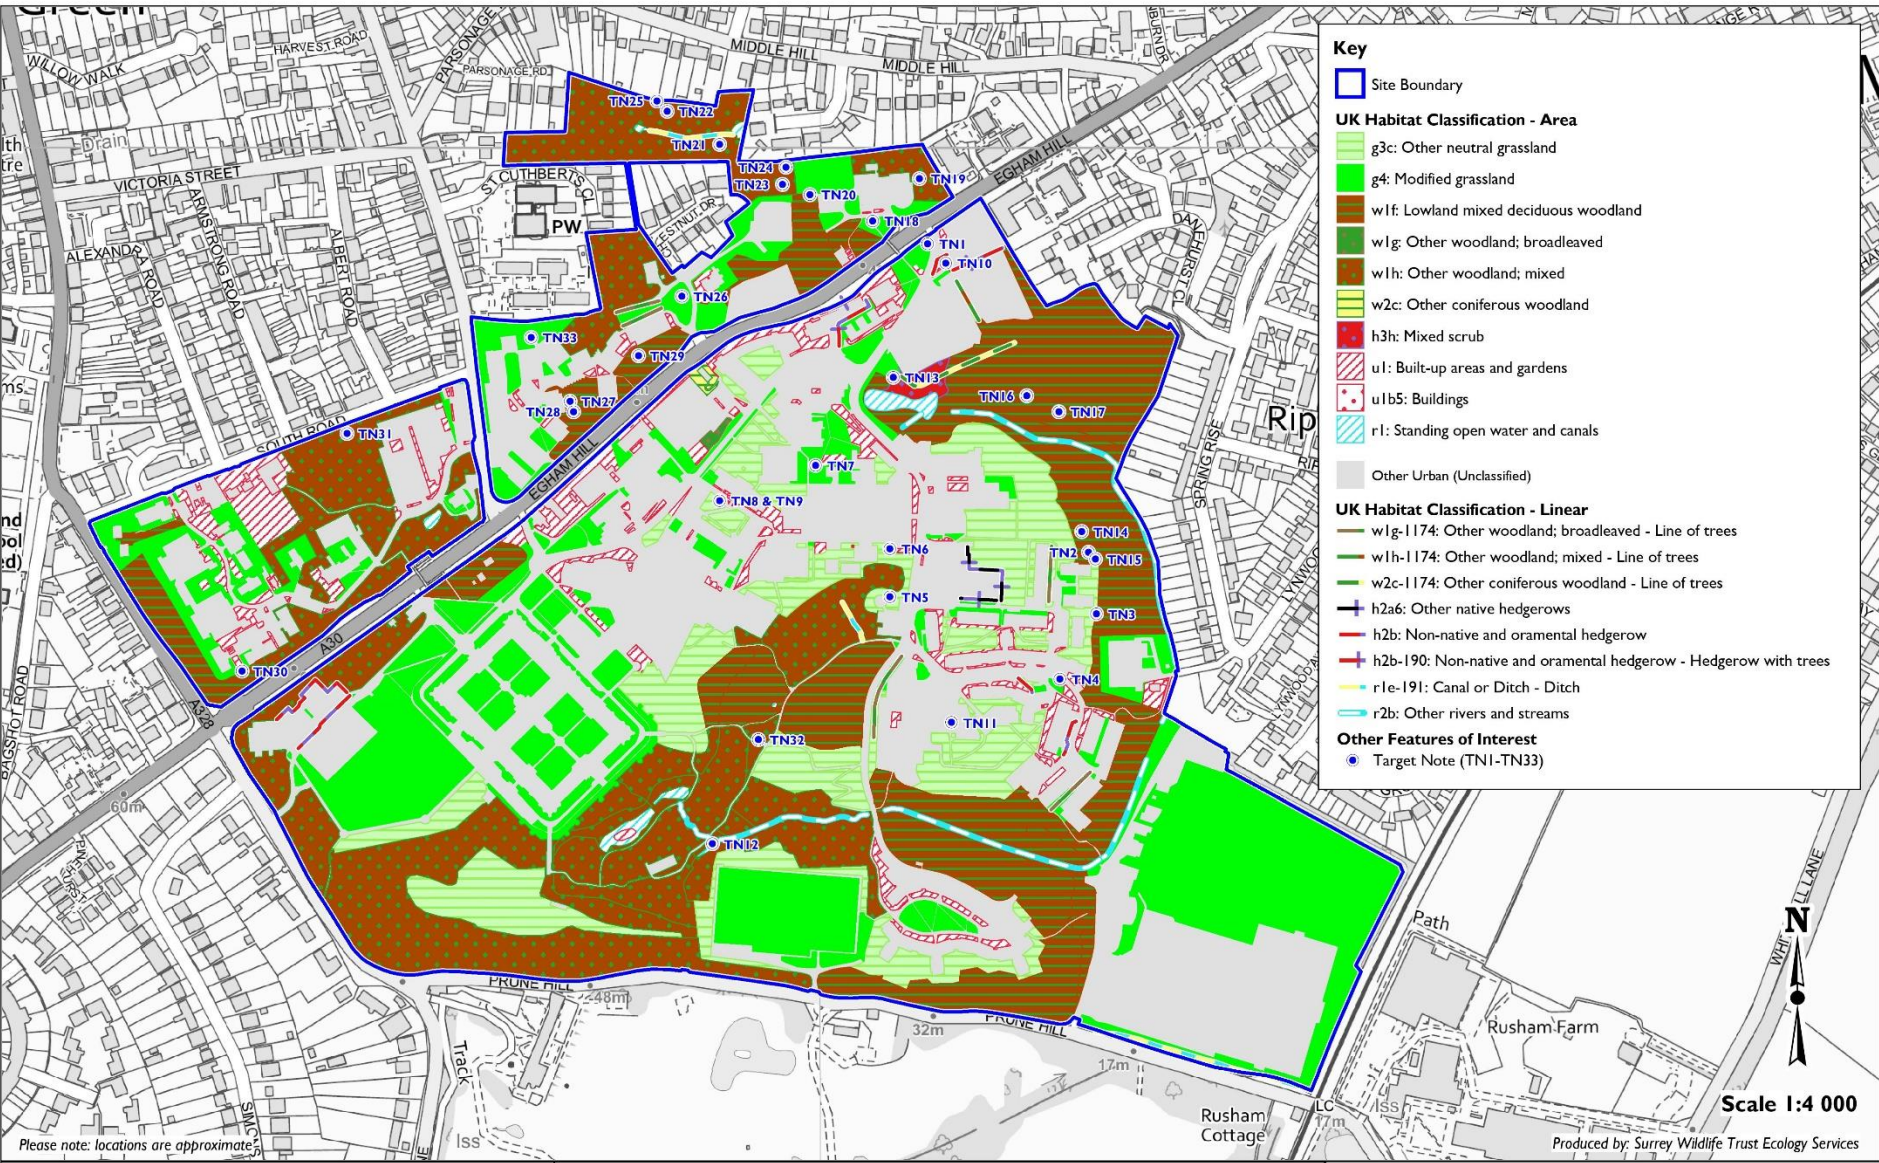 Green
HARVEST ROAD
WILLOW WALK
PARSONAGE
PARSONAGE RD
MIDDLE HILL
MIDDLE HILL
Drain
VICTORIA STREET
ARMSTRONG ROAD
ALEXANDRA ROAD
ALBERT ROAD
ST CUTHBERTS CL
PW
CHESTNUT DR
EGHAM HILL
DANEHURST CL
SOUTH ROAD
EGHAM HILL
A30
A328
BAGSHOT ROAD
SPRING RISE
Rip
60m
PRUNE HILL
48m
32m
PRUNE HILL
17m
Track
Path
Rusham Farm
Rusham
Cottage
LC
17m
Iss
Iss
TN25
TN22
TN21
TN24
TN23
TN20
TN19
TN18
TN1
TN10
TN26
TN33
TN29
TN27
TN28
TN13
TN16
TN17
TN31
TN7
TN8 & TN9
TN6
TN14
TN2
TN15
TN5
TN3
TN30
TN4
TN11
TN32
TN12
Key
Site Boundary
UK Habitat Classification - Area
g3c: Other neutral grassland
g4: Modified grassland
w1f: Lowland mixed deciduous woodland
w1g: Other woodland; broadleaved
w1h: Other woodland; mixed
w2c: Other coniferous woodland
h3h: Mixed scrub
u1: Built-up areas and gardens
u1b5: Buildings
r1: Standing open water and canals
Other Urban (Unclassified)
UK Habitat Classification - Linear
w1g-1174: Other woodland; broadleaved - Line of trees
w1h-1174: Other woodland; mixed - Line of trees
w2c-1174: Other coniferous woodland - Line of trees
h2a6: Other native hedgerows
h2b: Non-native and oramental hedgerow
h2b-190: Non-native and oramental hedgerow - Hedgerow with trees
r1e-191: Canal or Ditch - Ditch
r2b: Other rivers and streams
Other Features of Interest
Target Note (TN1-TN33)
N
Scale 1:4 000
Please note: locations are approximate
Produced by: Surrey Wildlife Trust Ecology Services